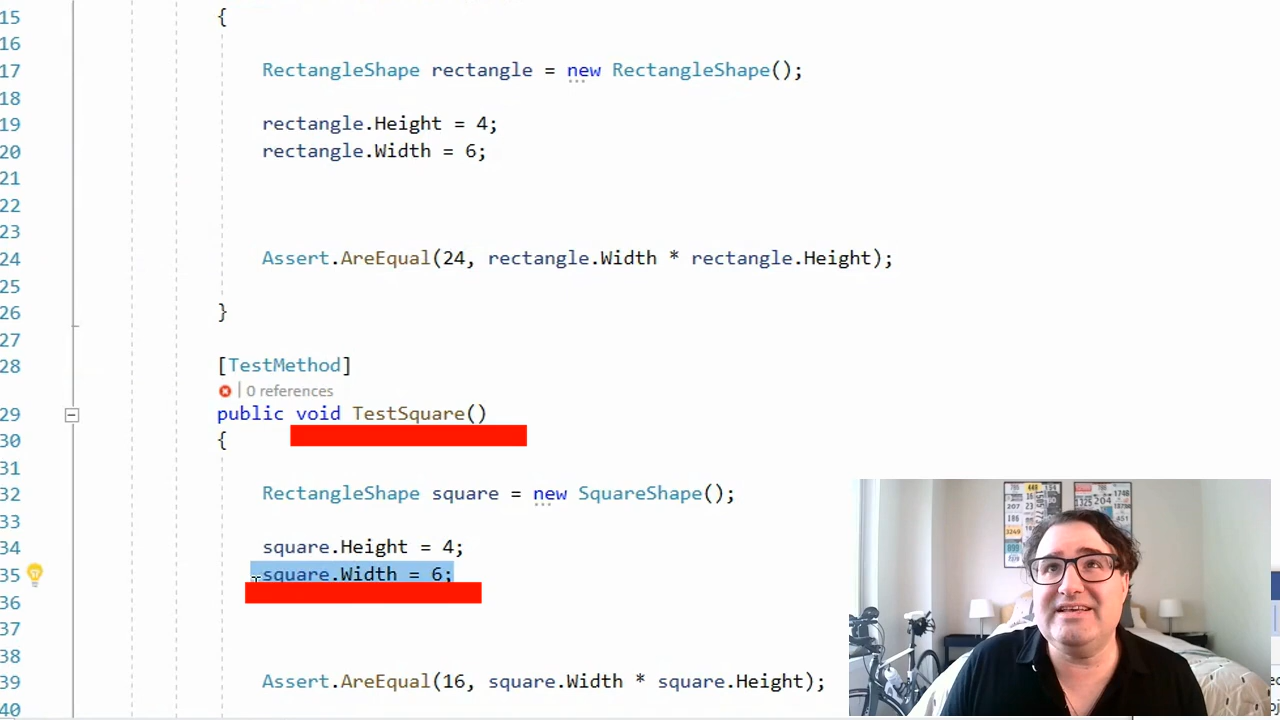 15 {
16
17 RectangleShape rectangle = new RectangleShape();
18
19 rectangle.Height = 4;
20 rectangle.Width = 6;
21
22
23
24 Assert.AreEqual(24, rectangle.Width * rectangle.Height);
25
26 }
27
28 [TestMethod]
0 references
29 public void TestSquare()
30 {
31
32 RectangleShape square = new SquareShape();
33
34 square.Height = 4;
35 square.Width = 6;
36
37
38
39 Assert.AreEqual(16, square.Width * square.Height);
40